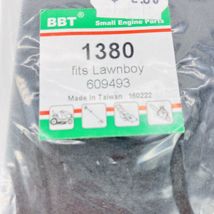 BBT® Small Engine Parts
1380
fits Lawnboy
609493
Made In Taiwan 160222